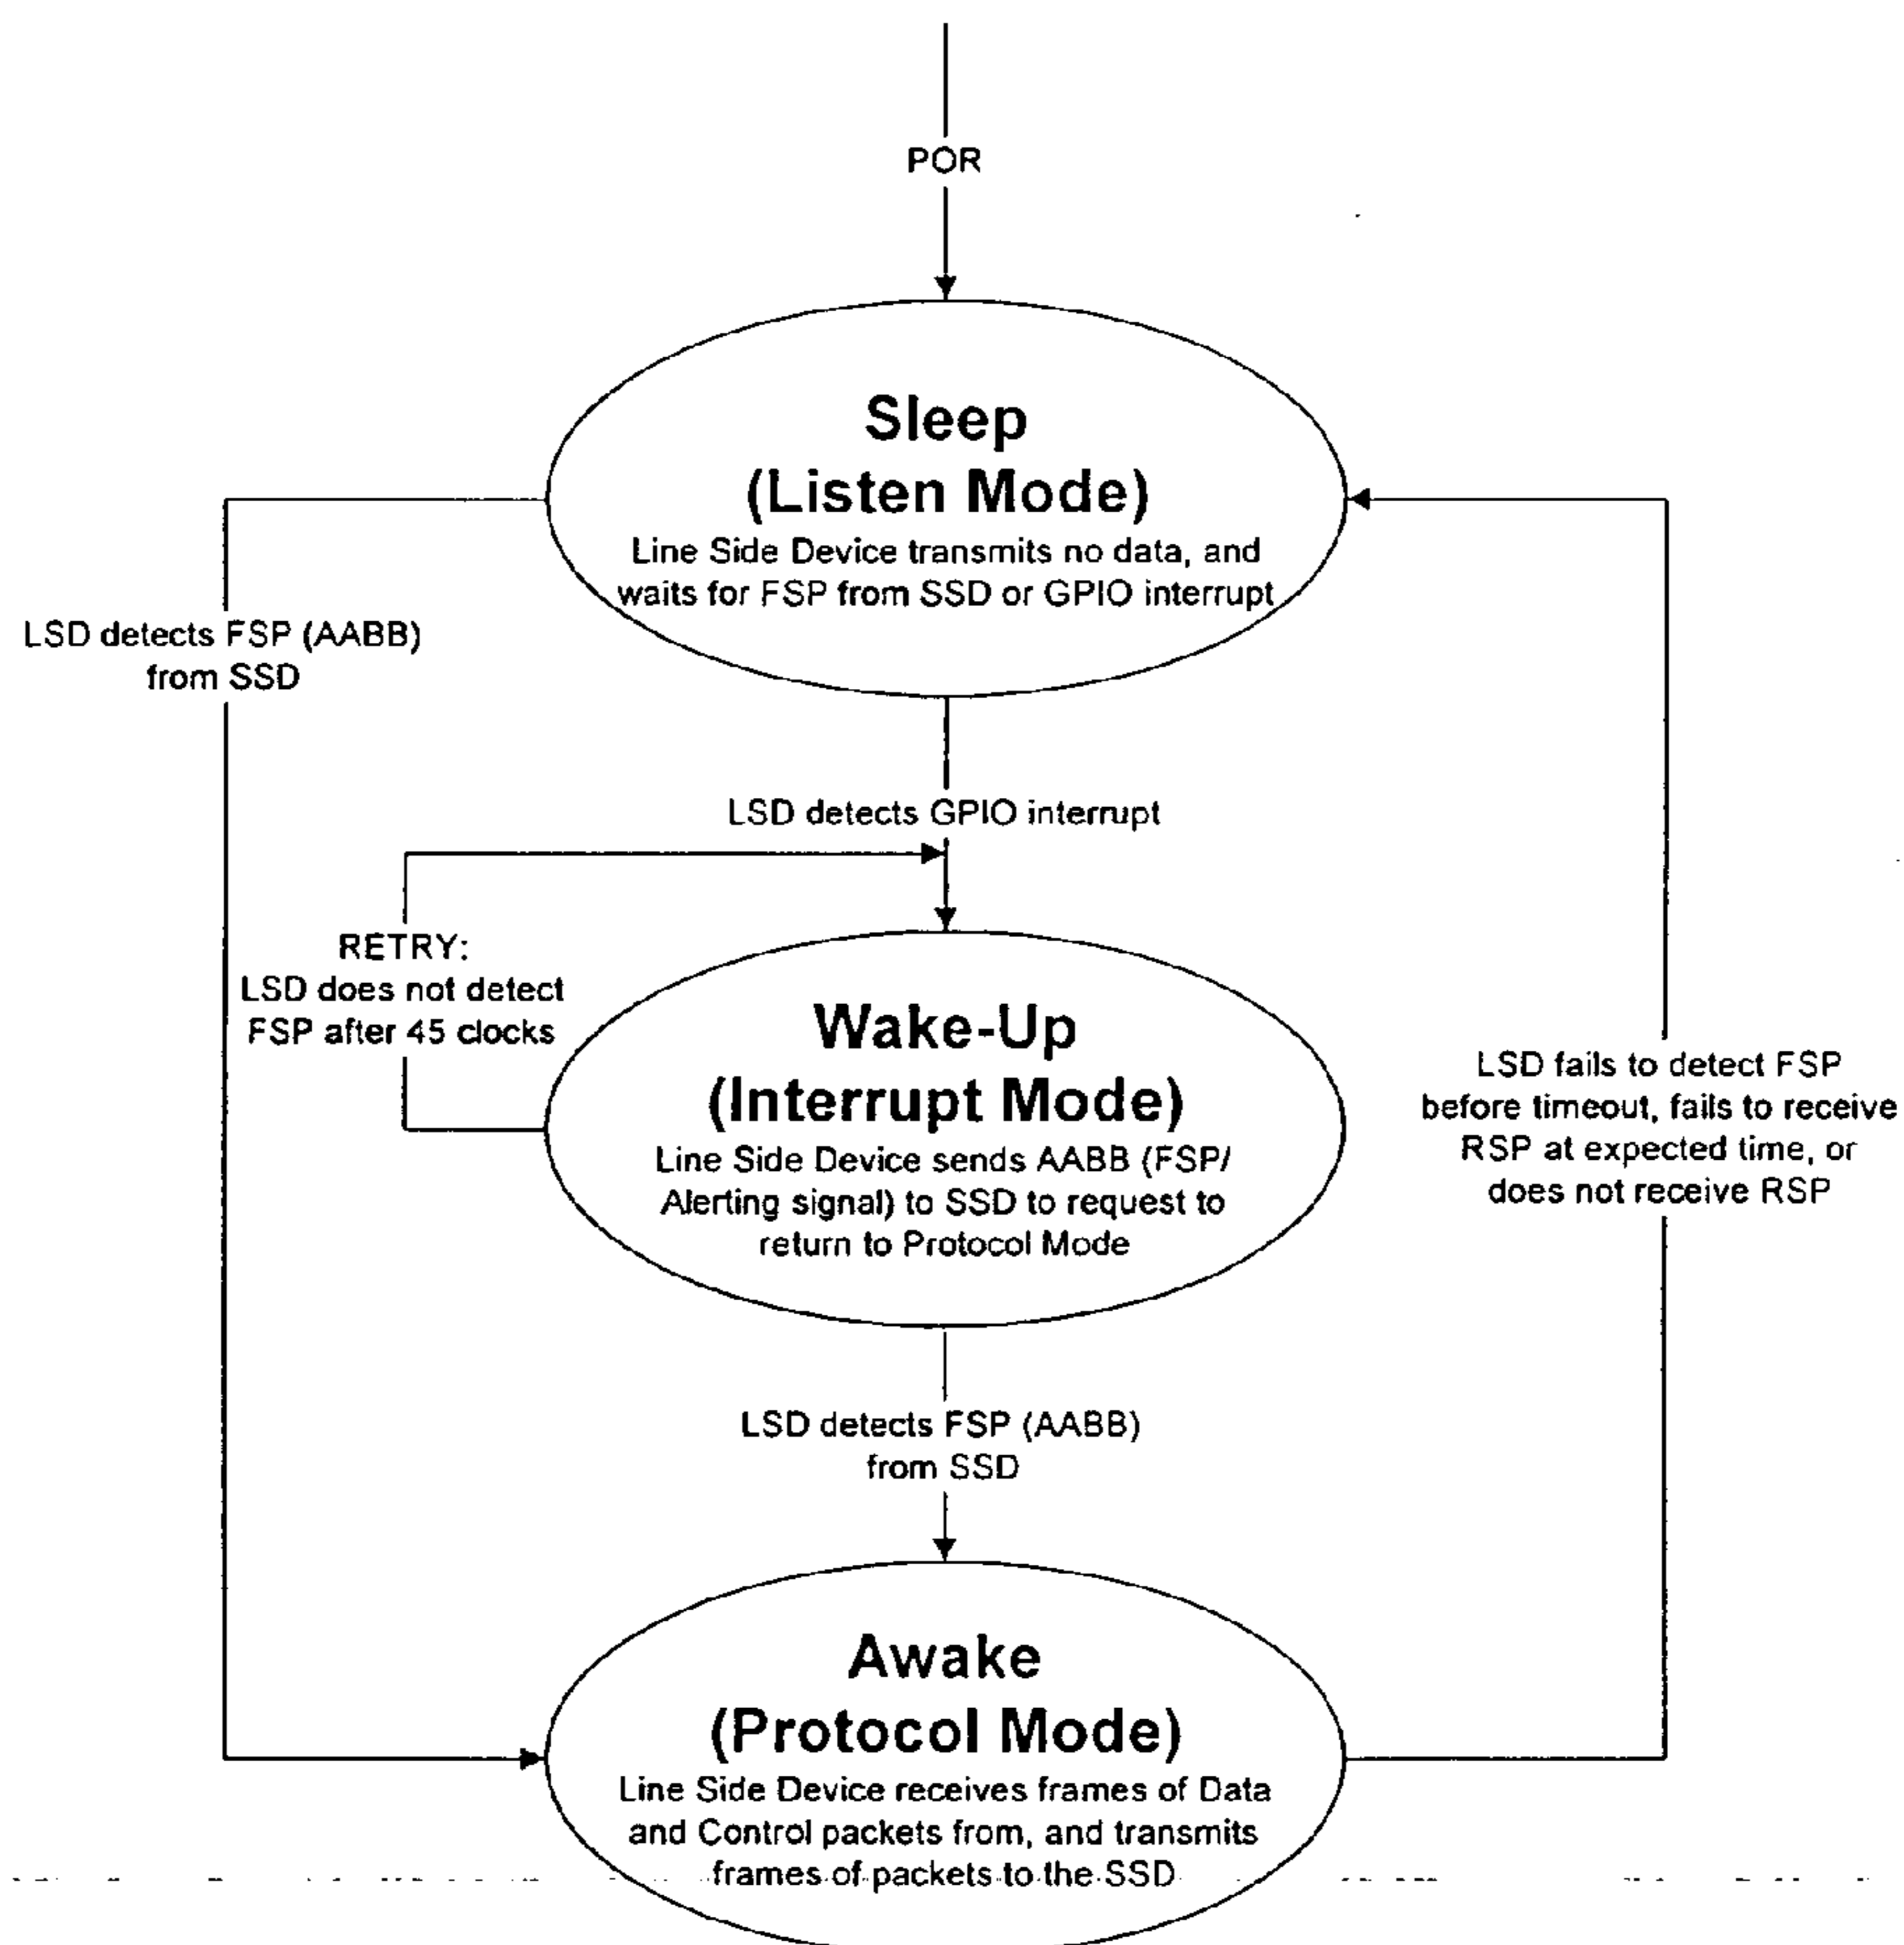 POR
Sleep
(Listen Mode)
Line Side Device transmits no data, and
waits for FSP from SSD or GPIO interrupt
LSD detects FSP (AABB)
from SSD
LSD detects GPIO interrupt
RETRY:
LSD does not detect
FSP after 45 clocks
Wake-Up
(Interrupt Mode)
Line Side Device sends AABB (FSP/
Alerting signal) to SSD to request to
return to Protocol Mode
LSD fails to detect FSP
before timeout, fails to receive
RSP at expected time, or
does not receive RSP
LSD detects FSP (AABB)
from SSD
Awake
(Protocol Mode)
Line Side Device receives frames of Data
and Control packets from, and transmits
frames of packets to the SSD